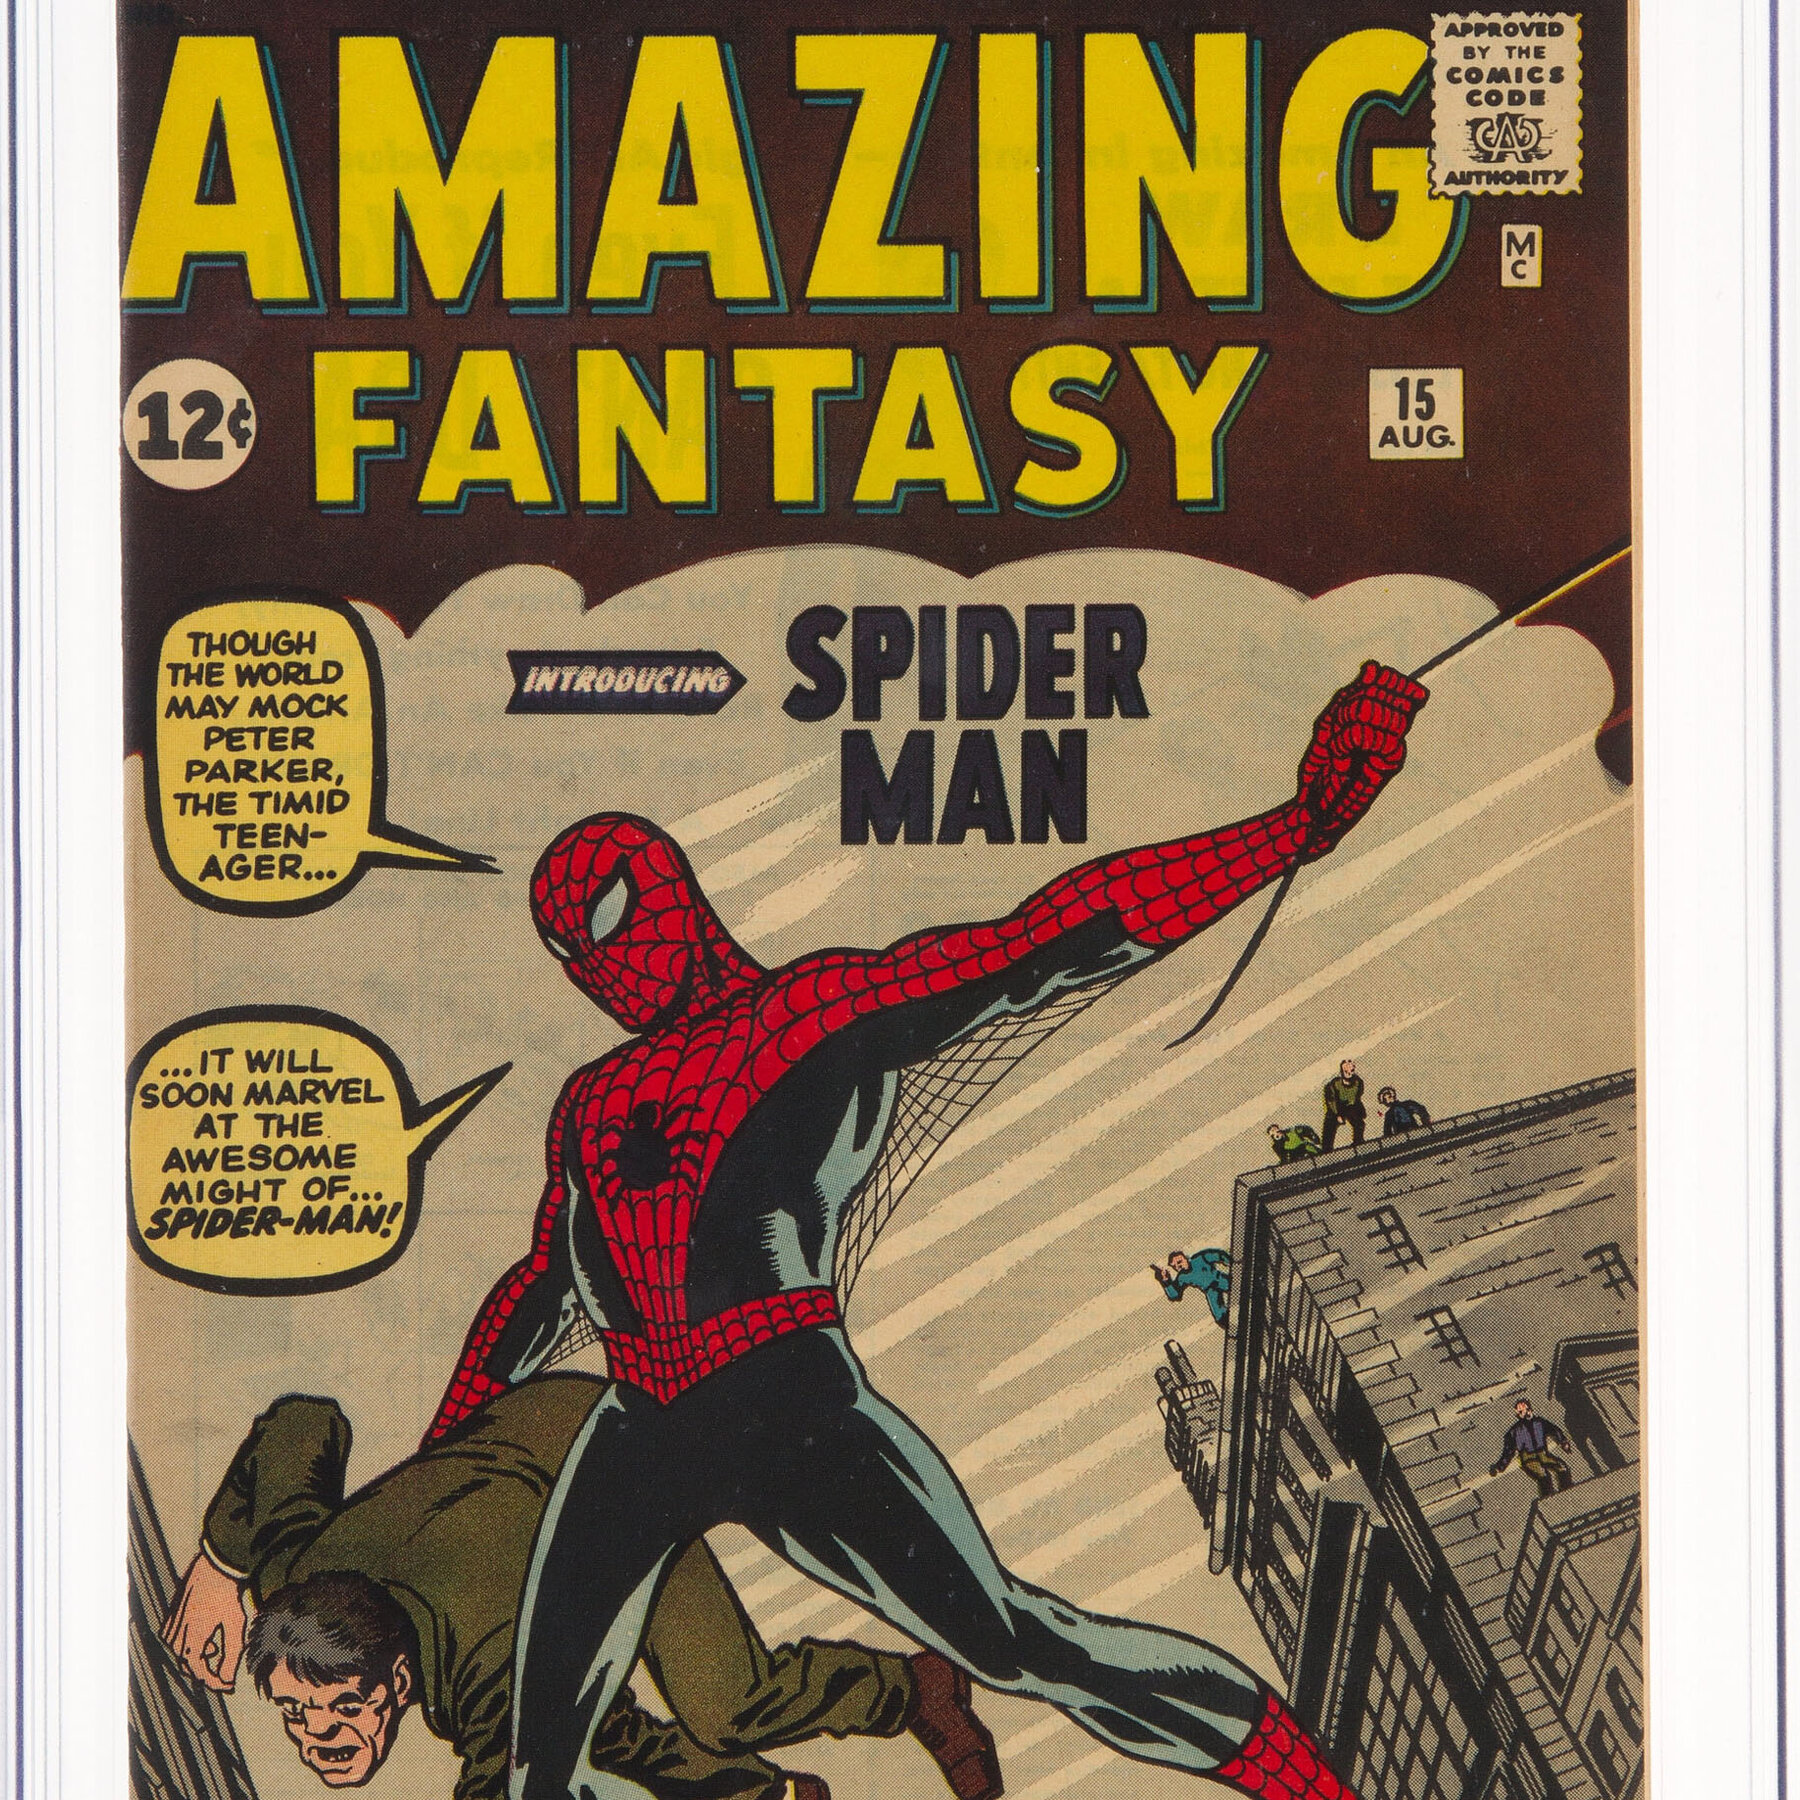 AMAZING
FANTASY
APPROVED
BY THE
COMICS
CODE
CA
AUTHORITY
M
C
12¢
15
AUG.
INTRODUCING
SPIDER
MAN
THOUGH
THE WORLD
MAY MOCK
PETER
PARKER,
THE TIMID
TEEN-
AGER...
...IT WILL
SOON MARVEL
AT THE
AWESOME
MIGHT OF...
SPIDER-MAN!